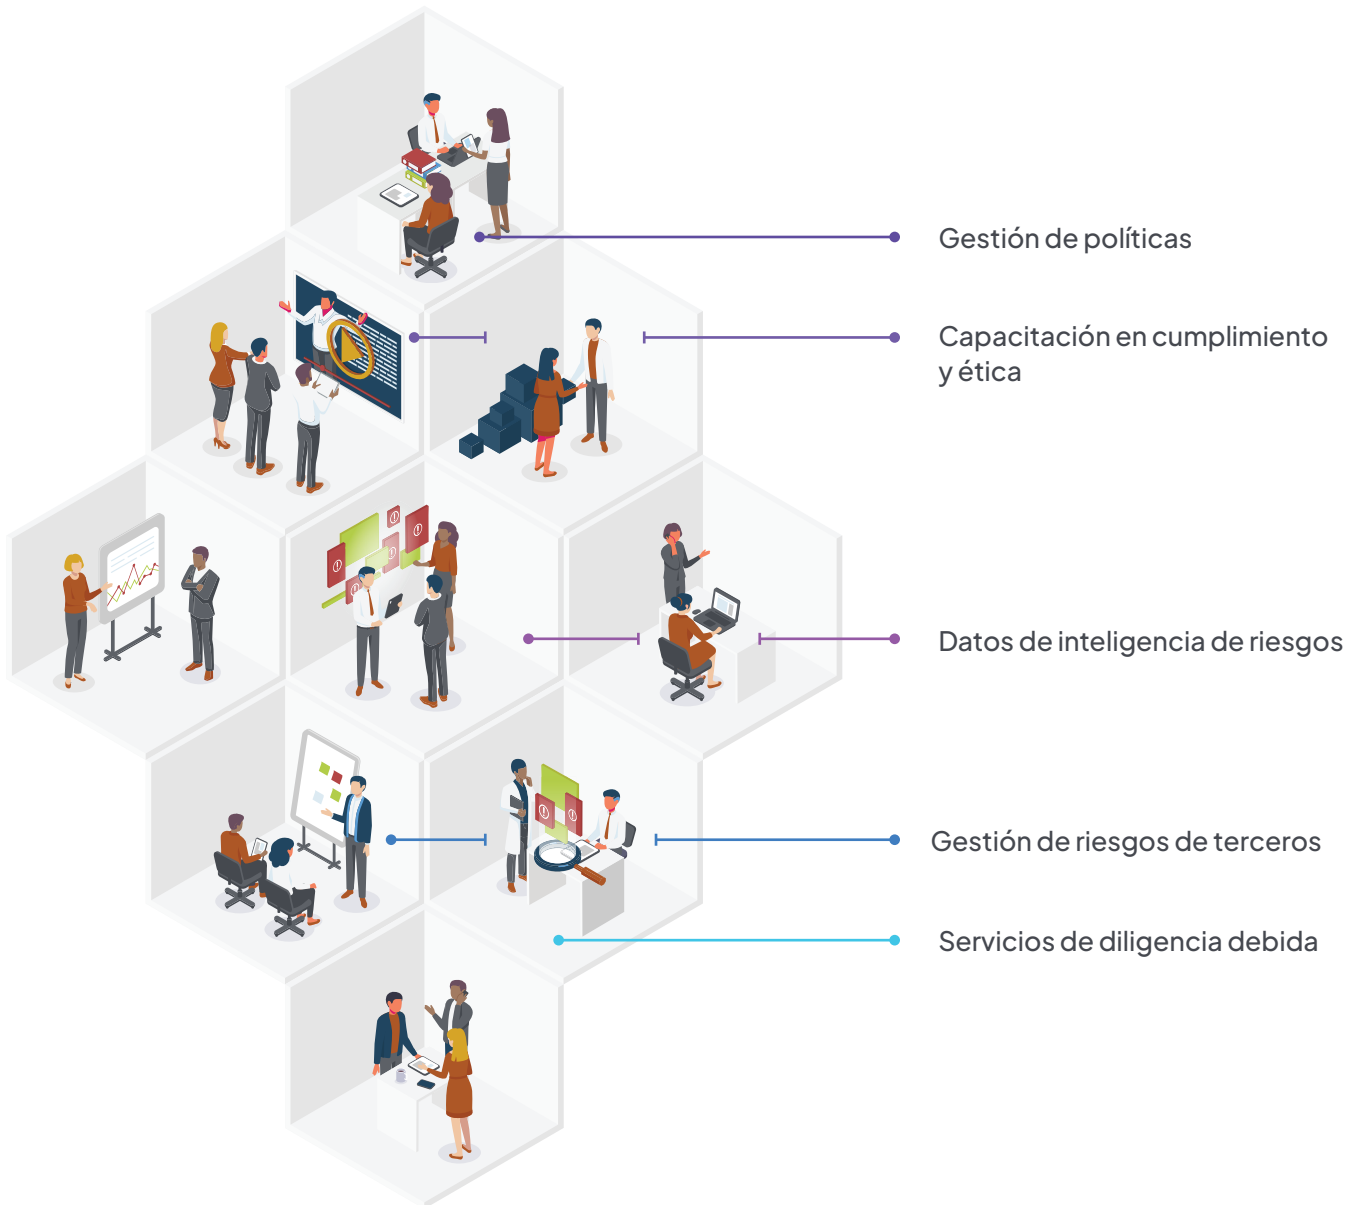 Gestión de políticas
Capacitación en cumplimiento
y ética
Datos de inteligencia de riesgos
Gestión de riesgos de terceros
Servicios de diligencia debida